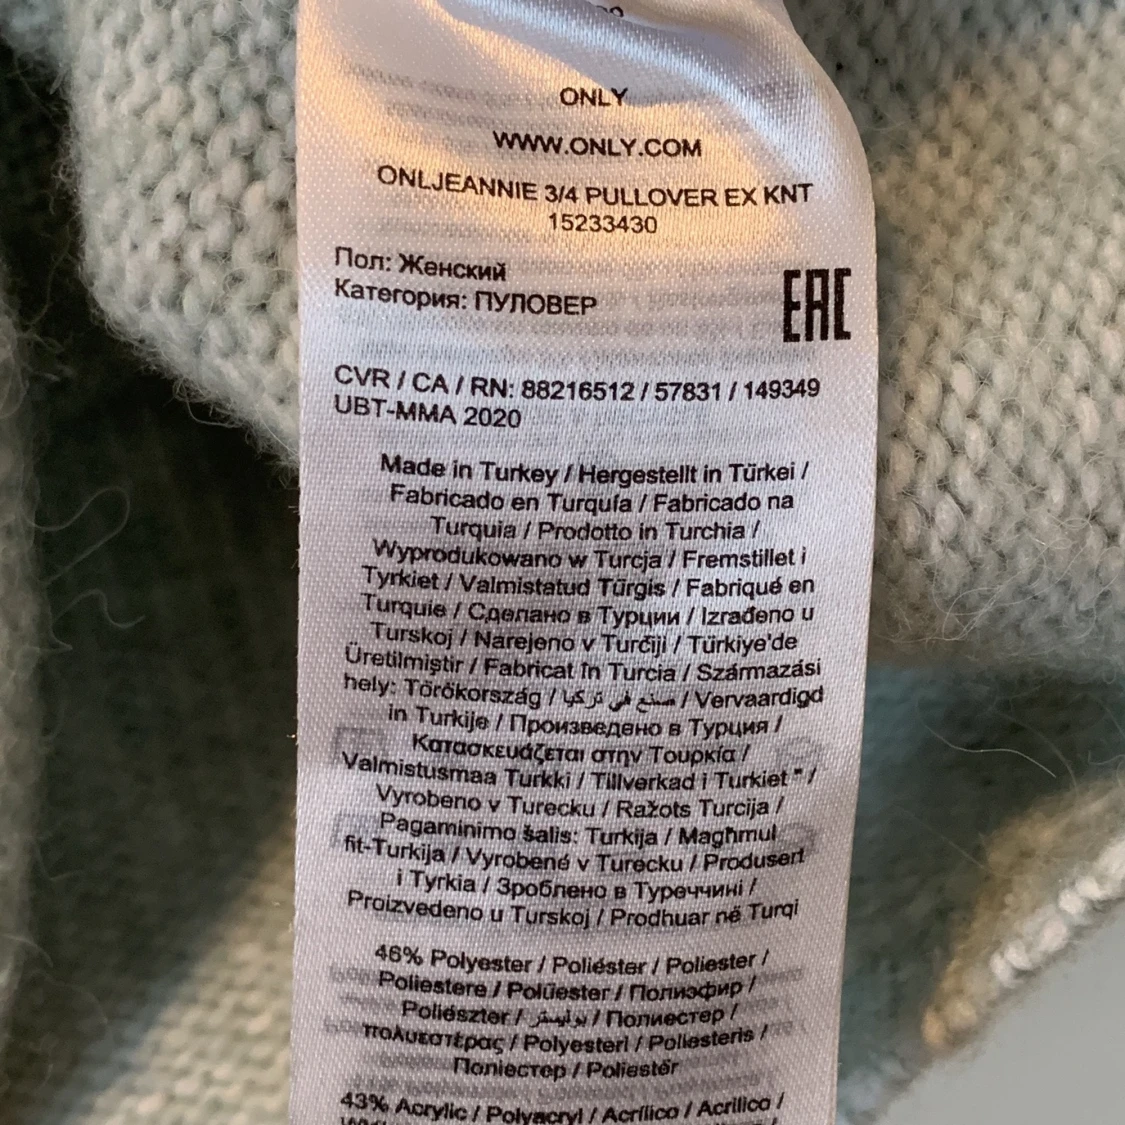 ONLY
WWW.ONLY.COM
ONLJEANNIE 3/4 PULLOVER EX KNT
15233430
Пол: Женский
Категория: ПУЛОВЕР
EAC
CVR / CA / RN: 88216512 / 57831 / 149349
UBT-MMA 2020
Made in Turkey / Hergestellt in Türkei /
Fabricado en Turquía / Fabricado na
Turquia / Prodotto in Turchia /
Wyprodukowano w Turcja / Fremstillet i
Tyrkiet / Valmistatud Türgis / Fabriqué en
Turquie / Сделано в Турции / Izrađeno u
Turskoj / Narejeno v Turčiji / Türkiye'de
Üretilmiştir / Fabricat în Turcia / Származási
hely: Törökország / صنع في تركيا / Vervaardigd
in Turkije / Произведено в Турция /
Κατασκευάζεται στην Τουρκία /
Valmistusmaa Turkki / Tillverkad i Turkiet " /
Vyrobeno v Turecku / Ražots Turcija /
Pagaminimo šalis: Turkija / Magħmul
fit-Turkija / Vyrobené v Turecku / Produsert
i Tyrkia / Зроблено в Туреччині /
Proizvedeno u Turskoj / Prodhuar në Turqi
46% Polyester / Poliéster / Poliester /
Poliestere / Polüester / Полиэфир /
Poliészter / بوليستر / Полиестер /
πολυεστέρας / Polyesteri / Poliesteris /
Поліестер / Poliestër
43% Acrylic / Polyacryl / Acrílico / Acrilico /